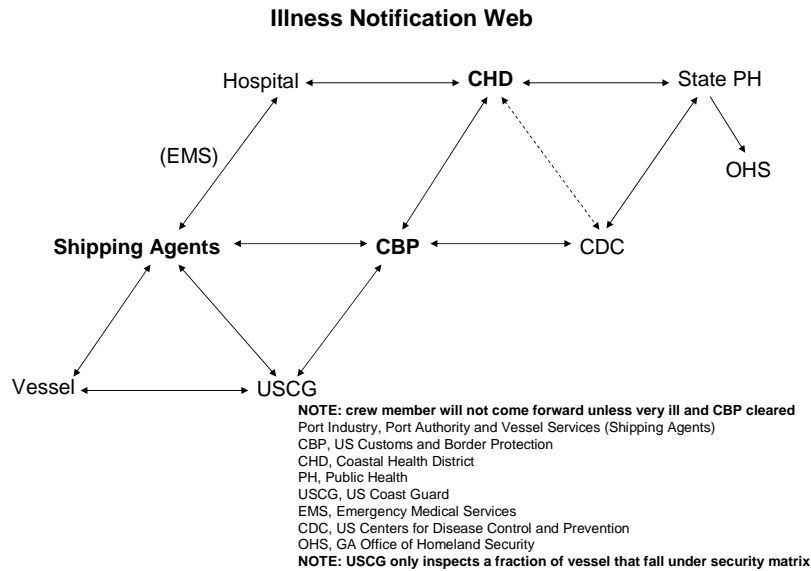 Illness Notification Web
Hospital CHD State PH
(EMS)
OHS
Shipping Agents CBP CDC
Vessel USCG
NOTE: crew member will not come forward unless very ill and CBP cleared
Port Industry, Port Authority and Vessel Services (Shipping Agents)
CBP, US Customs and Border Protection
CHD, Coastal Health District
PH, Public Health
USCG, US Coast Guard
EMS, Emergency Medical Services
CDC, US Centers for Disease Control and Prevention
OHS, GA Office of Homeland Security
NOTE: USCG only inspects a fraction of vessel that fall under security matrix